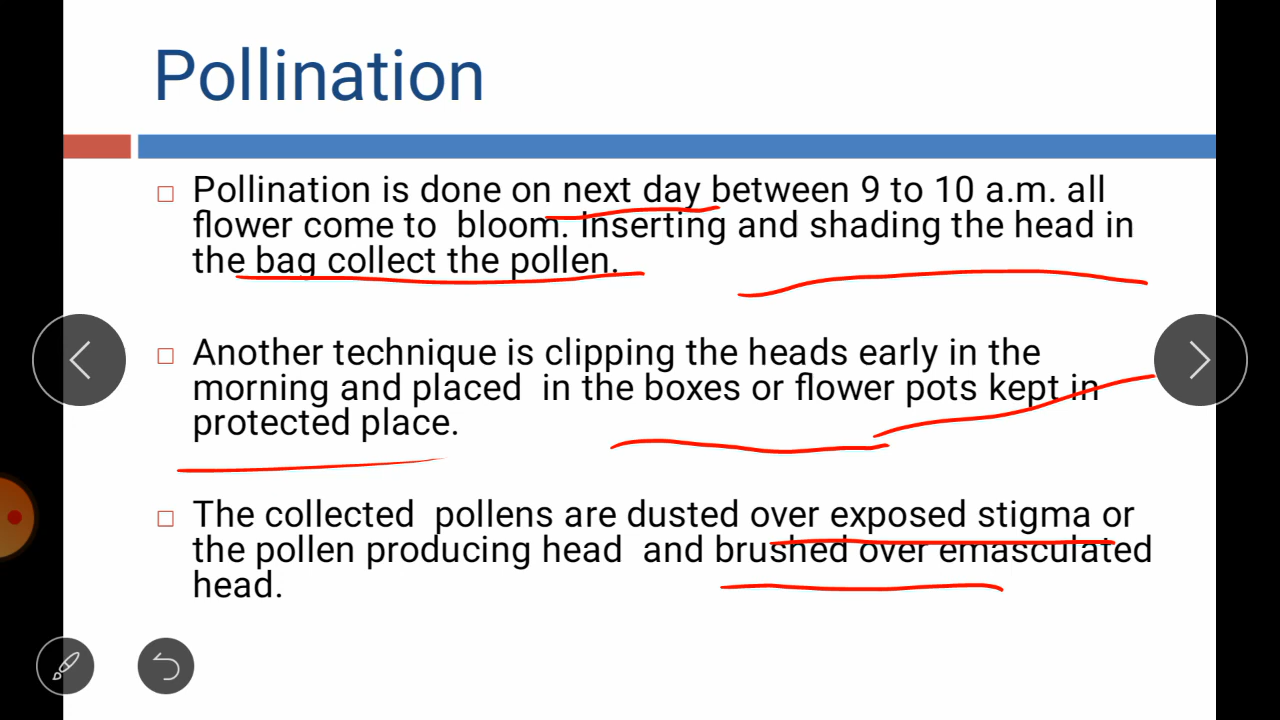 Pollination
Pollination is done on next day between 9 to 10 a.m. all
flower come to bloom. Inserting and shading the head in
the bag collect the pollen.
Another technique is clipping the heads early in the
morning and placed in the boxes or flower pots kept in
protected place.
The collected pollens are dusted over exposed stigma or
the pollen producing head and brushed over emasculated
head.